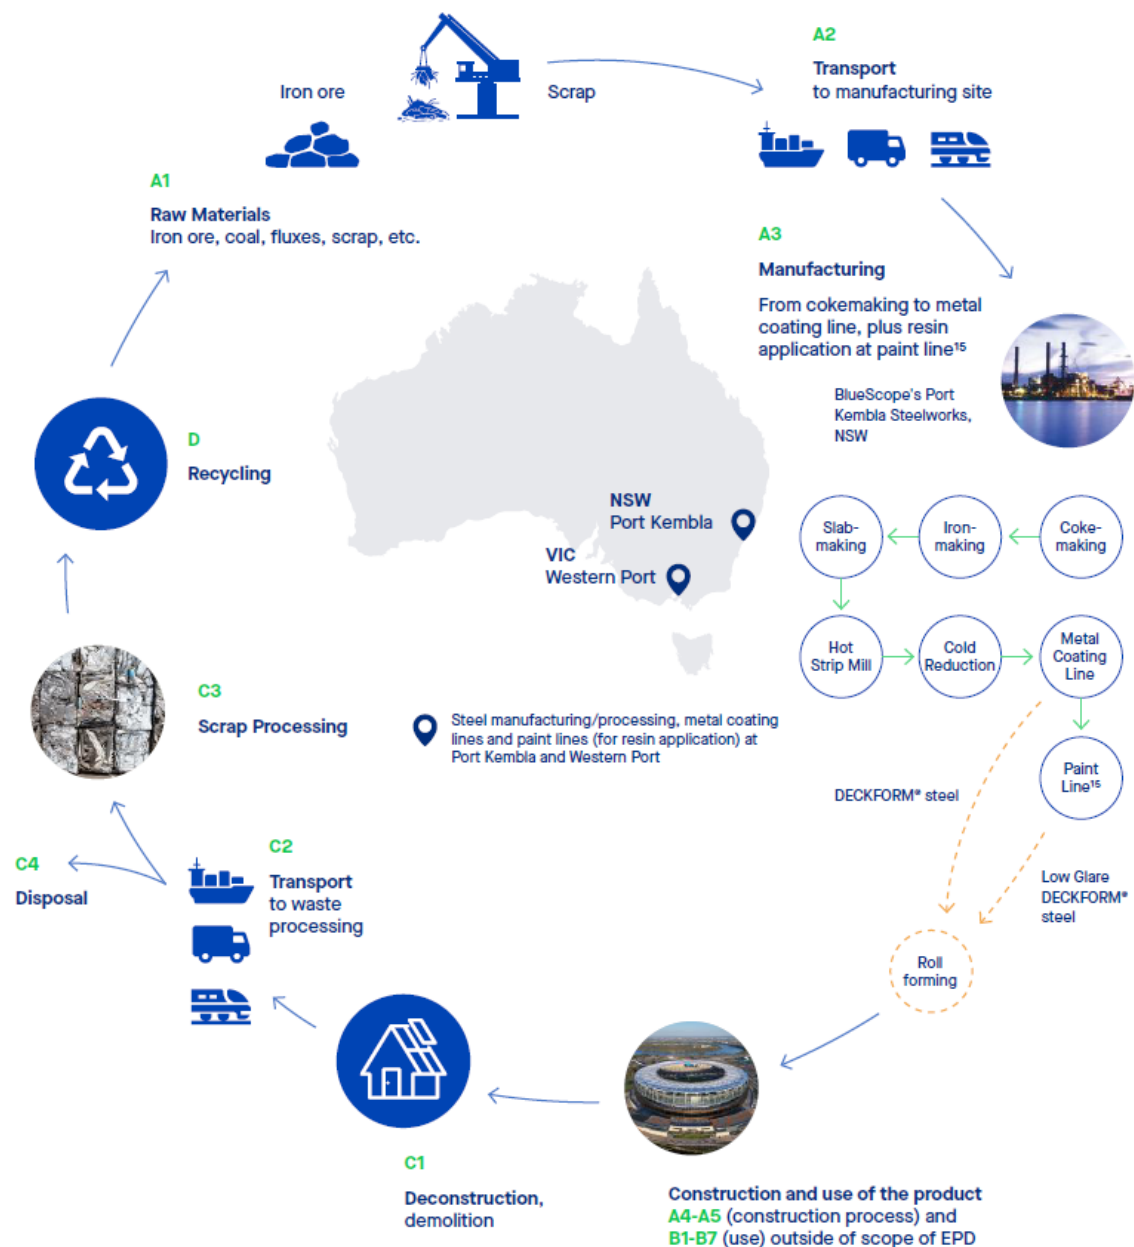 Iron ore
Scrap
A2
Transport
to manufacturing site
A1
Raw Materials
Iron ore, coal, fluxes, scrap, etc.
A3
Manufacturing
From cokemaking to metal
coating line, plus resin
application at paint line¹⁵
BlueScope's Port
Kembla Steelworks,
NSW
D
Recycling
NSW
Port Kembla
VIC
Western Port
Slab-
making
Iron-
making
Coke-
making
Hot
Strip Mill
Cold
Reduction
Metal
Coating
Line
C3
Scrap Processing
Steel manufacturing/processing, metal coating
lines and paint lines (for resin application) at
Port Kembla and Western Port
Paint
Line¹⁵
DECKFORM® steel
Low Glare
DECKFORM®
steel
C4
Disposal
C2
Transport
to waste
processing
Roll
forming
C1
Deconstruction,
demolition
Construction and use of the product
A4-A5 (construction process) and
B1-B7 (use) outside of scope of EPD